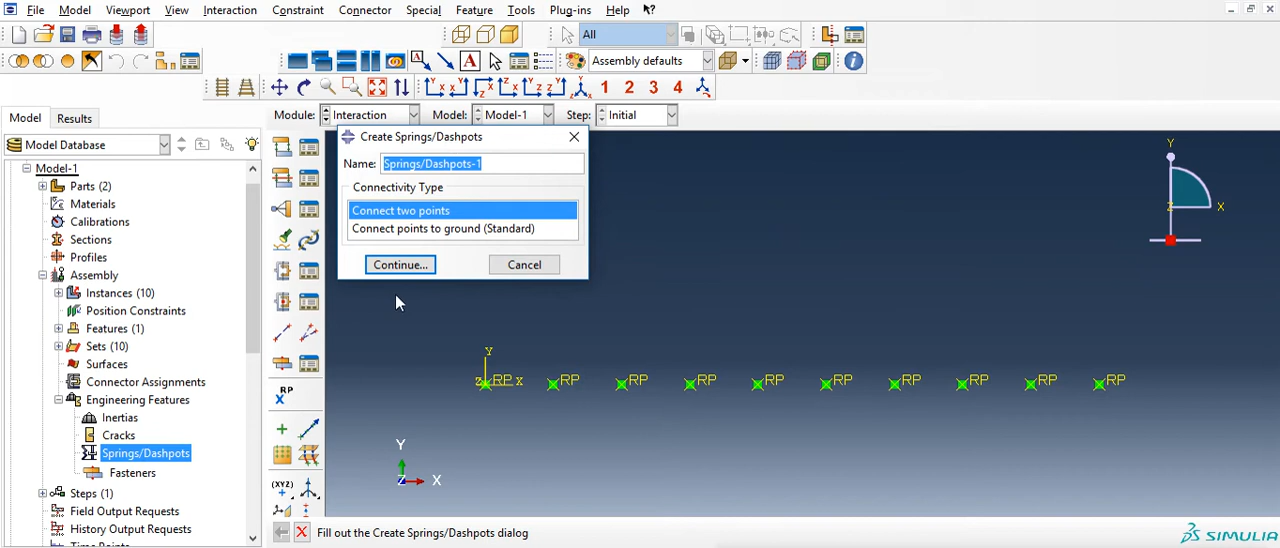 File Model Viewport View Interaction Constraint Connector Special Feature Tools Plug-ins Help
All
Assembly defaults
1 2 3 4
Model Results
Module: Interaction Model: Model-1 Step: Initial
Model Database
Model-1
Parts (2)
Materials
Calibrations
Sections
Profiles
Assembly
Instances (10)
Position Constraints
Features (1)
Sets (10)
Surfaces
Connector Assignments
Engineering Features
Inertias
Cracks
Springs/Dashpots
Fasteners
Steps (1)
Field Output Requests
History Output Requests
RP
(XYZ)
Create Springs/Dashpots
Name: Springs/Dashpots-1
Connectivity Type
Connect two points
Connect points to ground (Standard)
Continue... Cancel
Y
Z X
Y
Z RP X RP RP RP RP RP RP RP RP RP
Y
Z X
Fill out the Create Springs/Dashpots dialog
SIMULIA